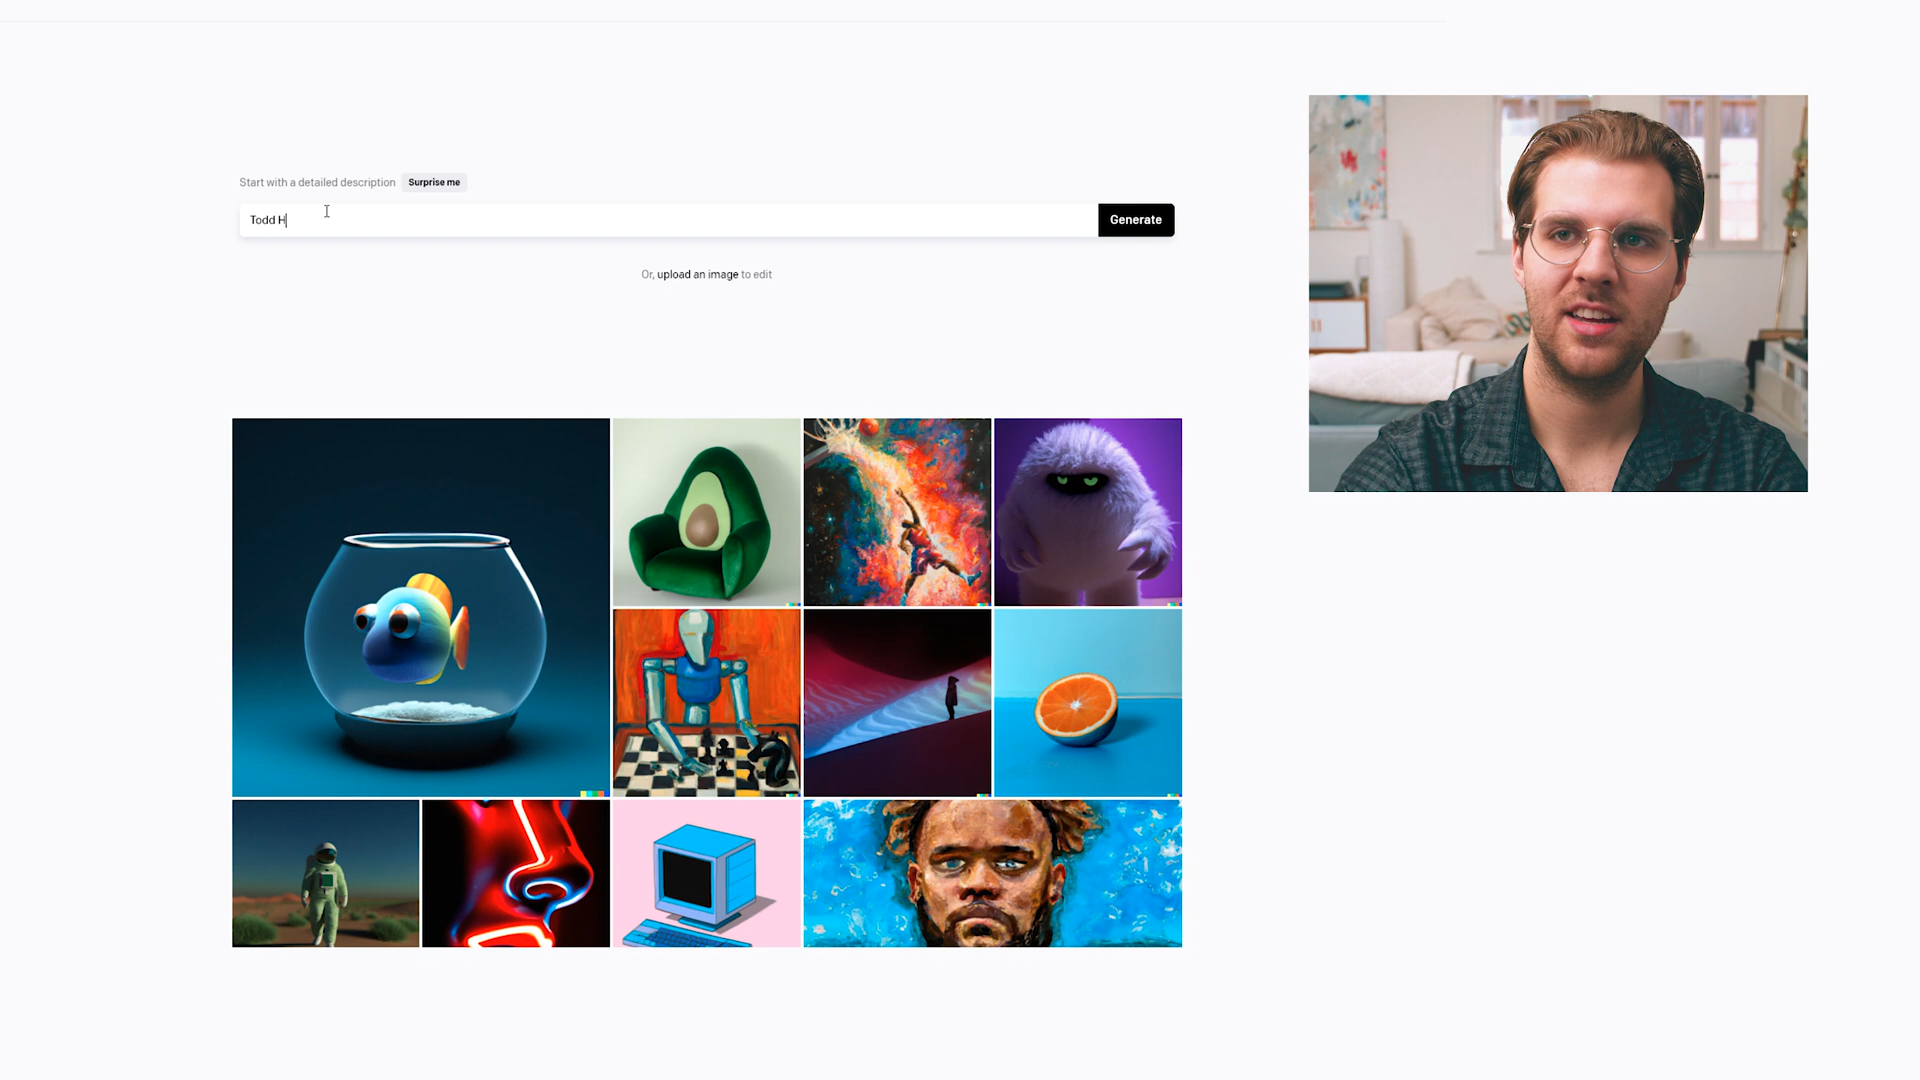 Start with a detailed description Surprise me
Todd H
Generate
Or, upload an image to edit